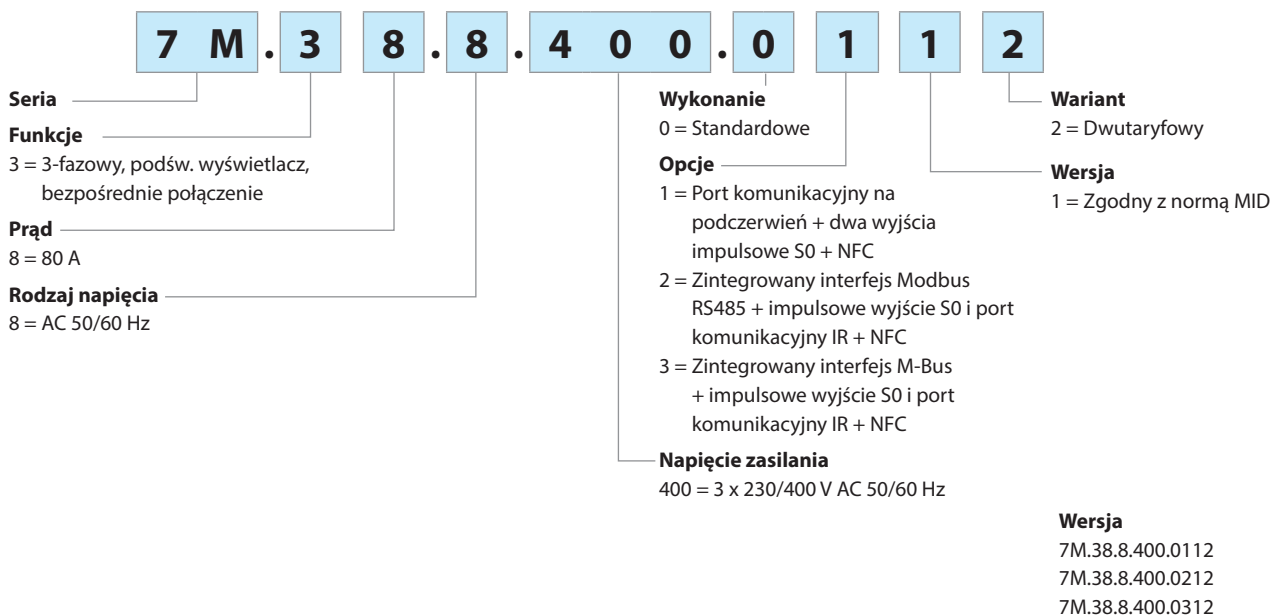 7 M . 3 8 . 8 . 4 0 0 . 0 1 1 2
Seria
Funkcje
3 = 3-fazowy, podśw. wyświetlacz,
bezpośrednie połączenie
Prąd
8 = 80 A
Rodzaj napięcia
8 = AC 50/60 Hz
Wykonanie
0 = Standardowe
Opcje
1 = Port komunikacyjny na
podczerwień + dwa wyjścia
impulsowe S0 + NFC
2 = Zintegrowany interfejs Modbus
RS485 + impulsowe wyjście S0 i port
komunikacyjny IR + NFC
3 = Zintegrowany interfejs M-Bus
+ impulsowe wyjście S0 i port
komunikacyjny IR + NFC
Napięcie zasilania
400 = 3 x 230/400 V AC 50/60 Hz
Wariant
2 = Dwutaryfowy
Wersja
1 = Zgodny z normą MID
Wersja
7M.38.8.400.0112
7M.38.8.400.0212
7M.38.8.400.0312